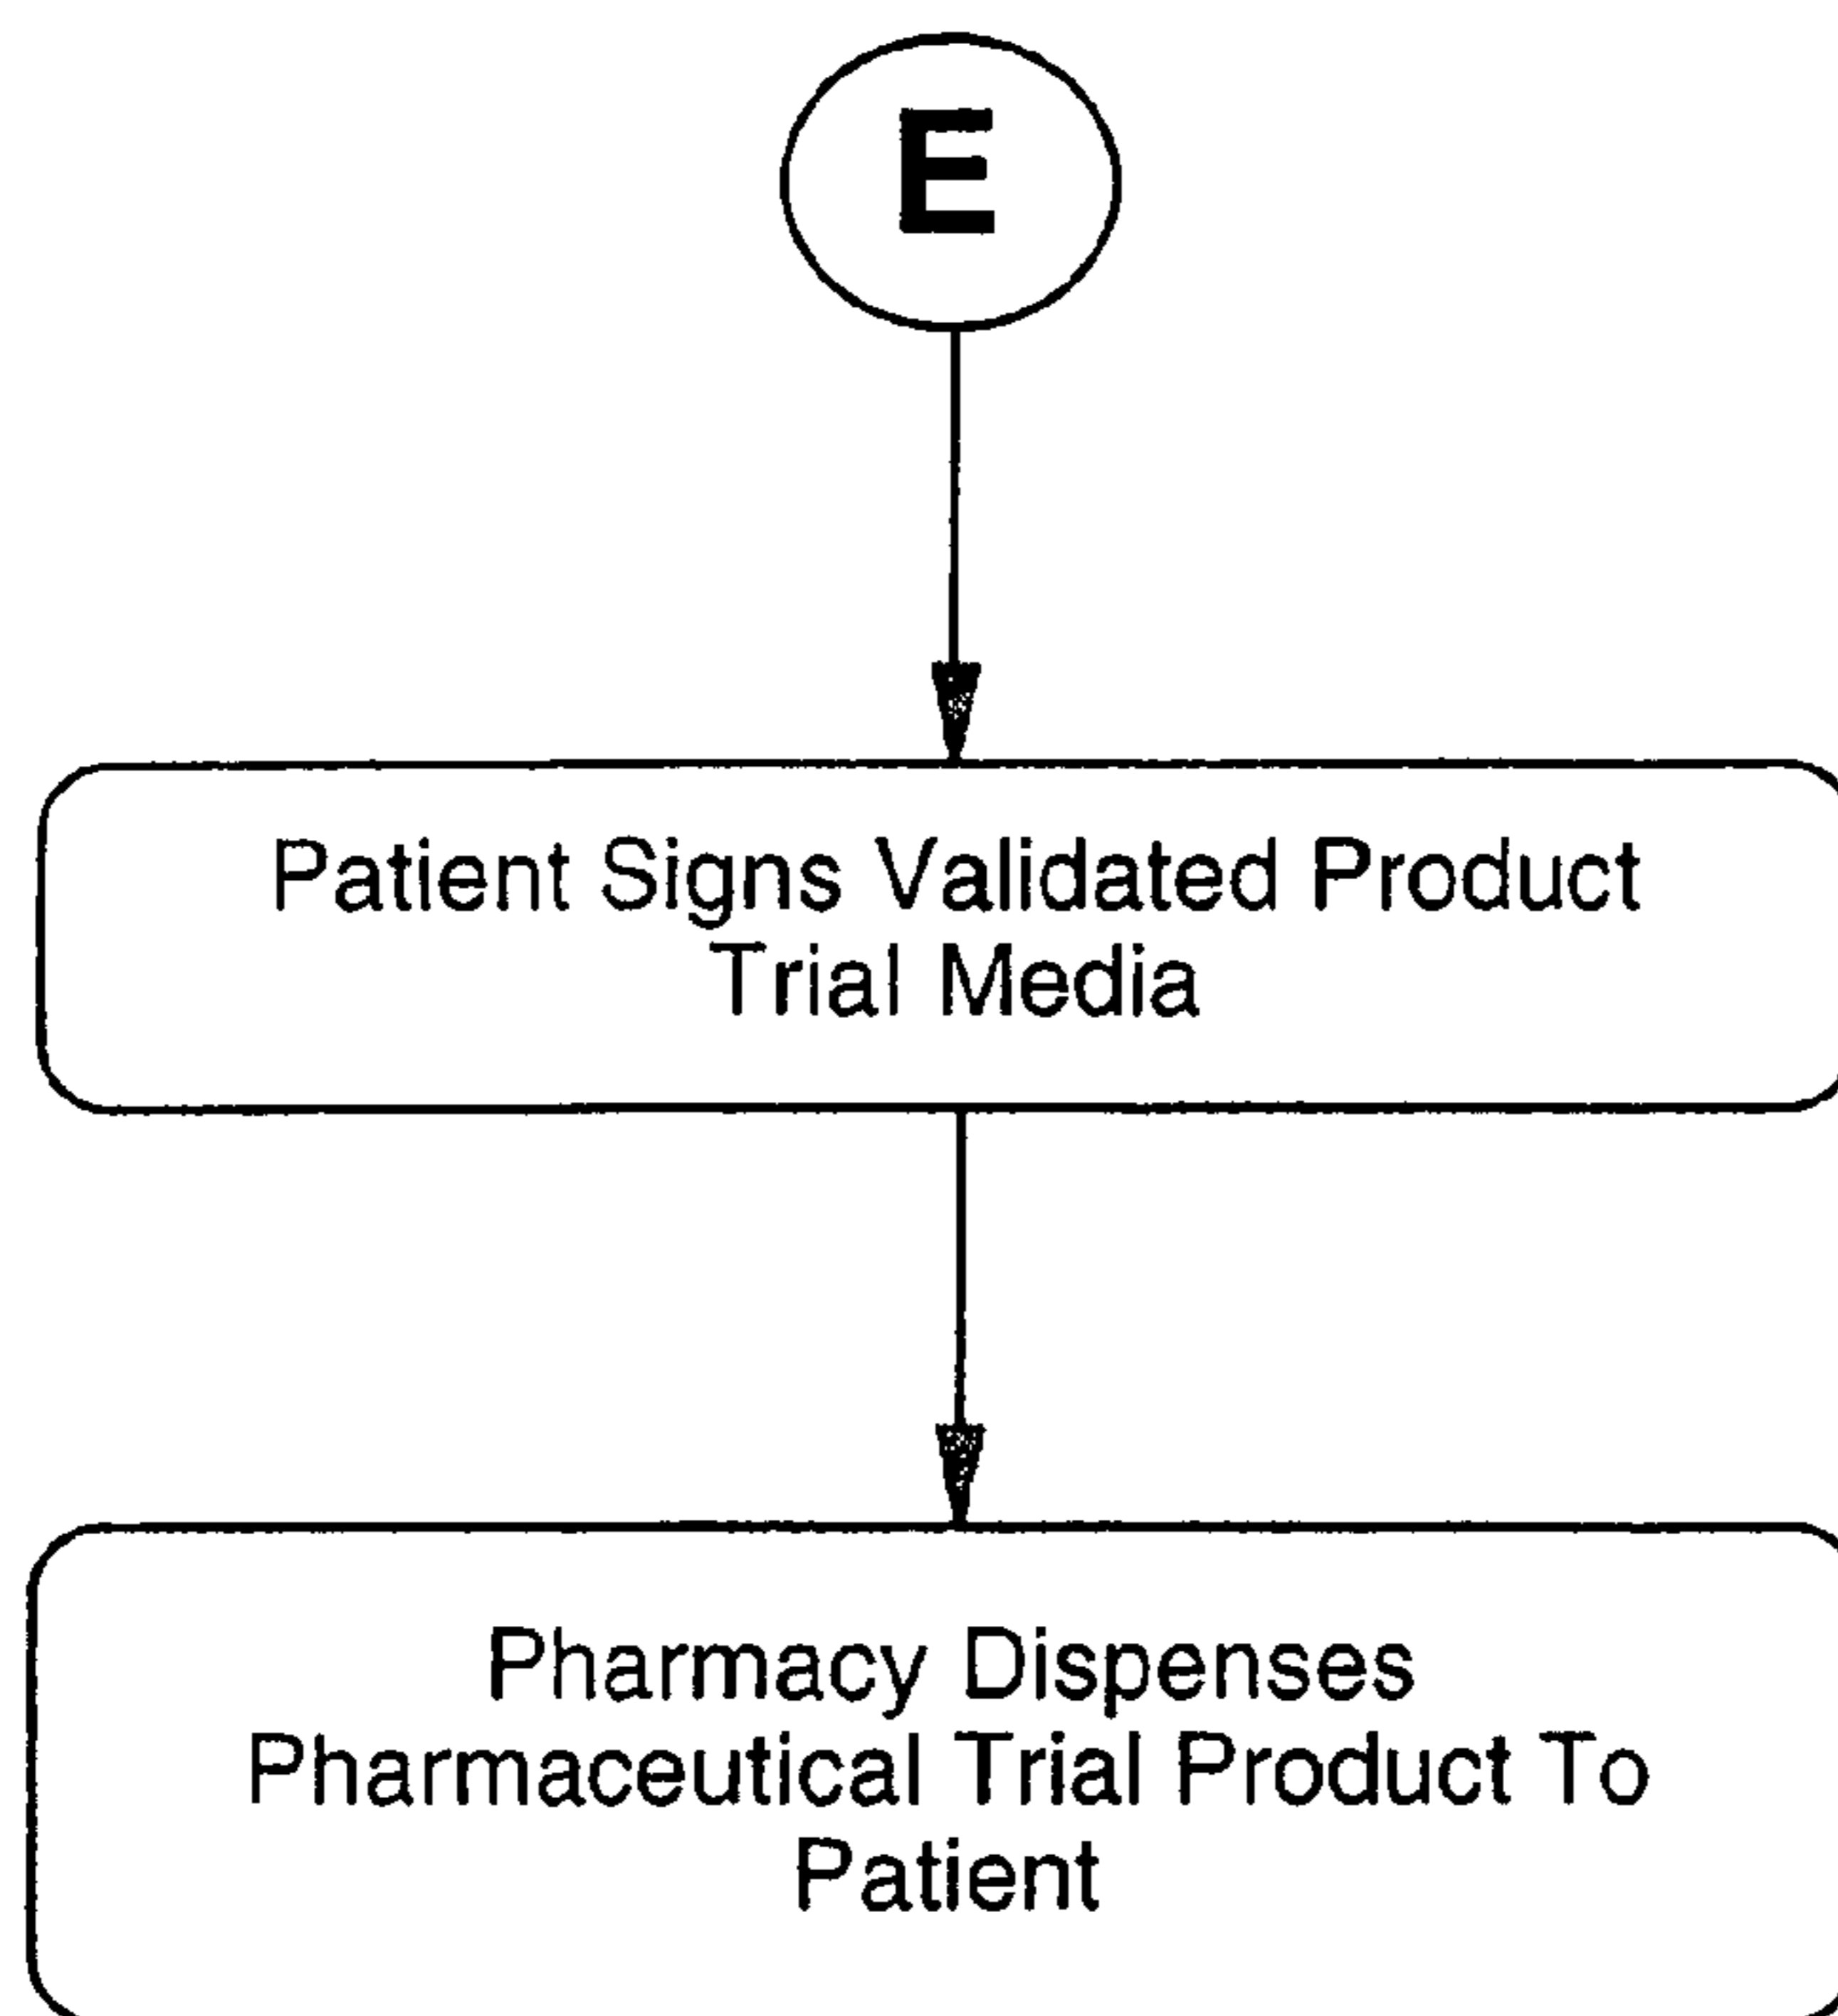 E
Patient Signs Validated Product
Trial Media
Pharmacy Dispenses
Pharmaceutical Trial Product To
Patient